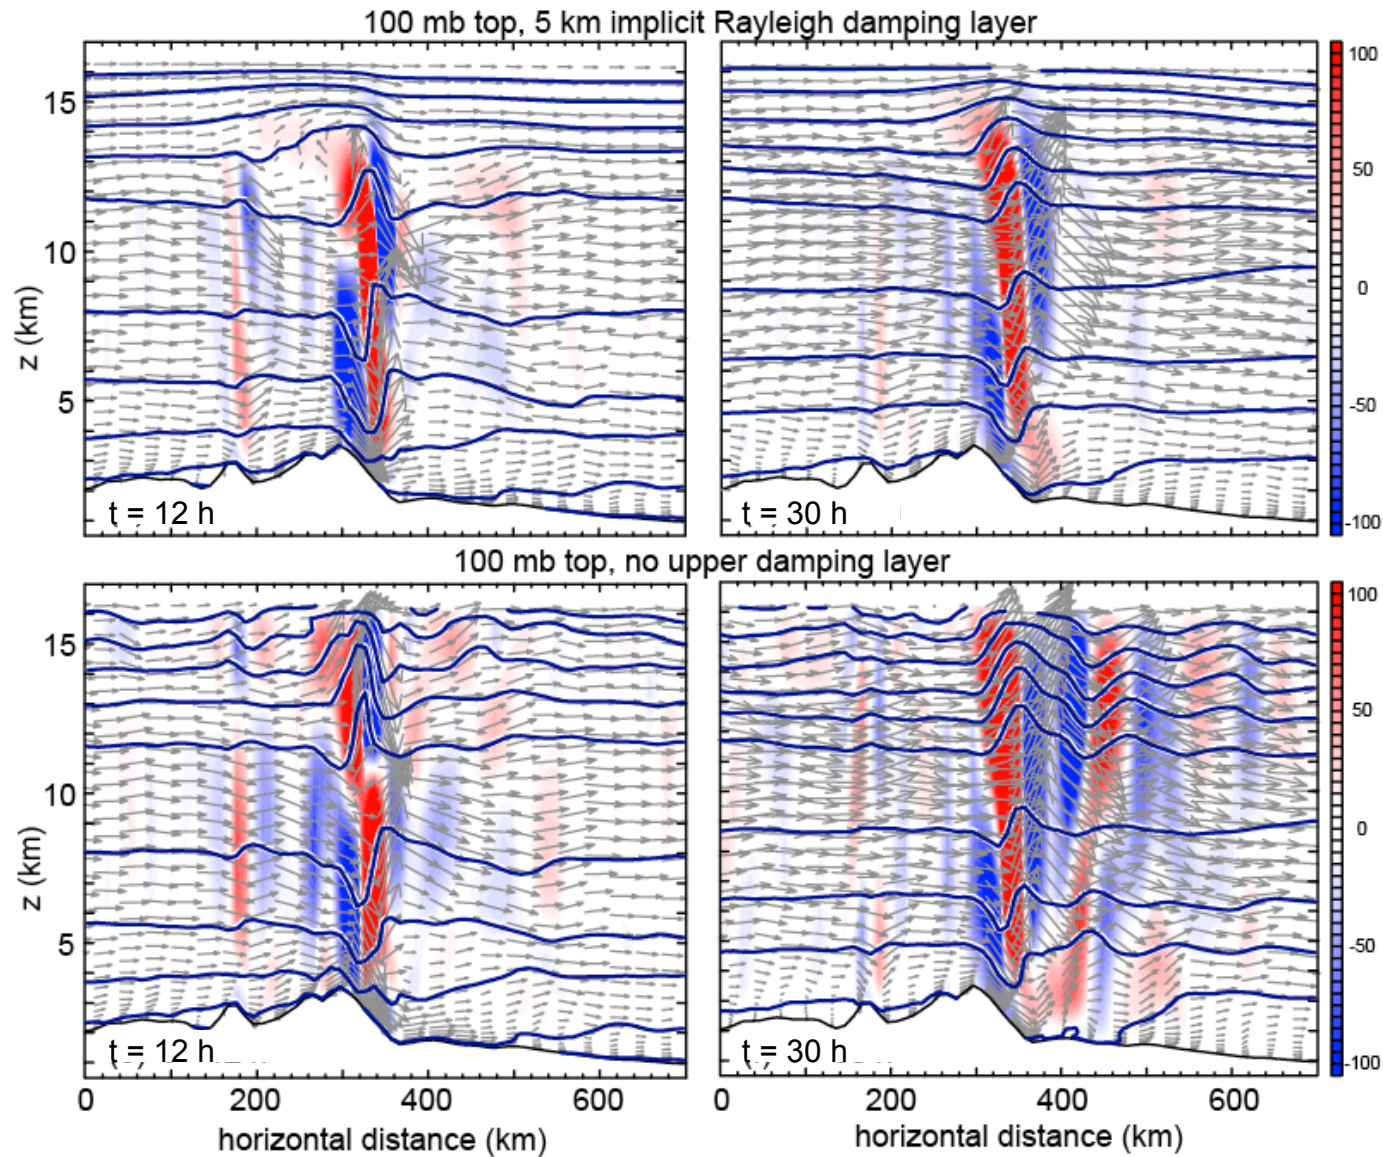 100 mb top, 5 km implicit Rayleigh damping layer
15
10
5
z (km)
t = 12 h
t = 30 h
100
50
0
-50
-100
100 mb top, no upper damping layer
15
10
5
z (km)
t = 12 h
t = 30 h
100
50
0
-50
-100
0 200 400 600
0 200 400 600
horizontal distance (km)
horizontal distance (km)